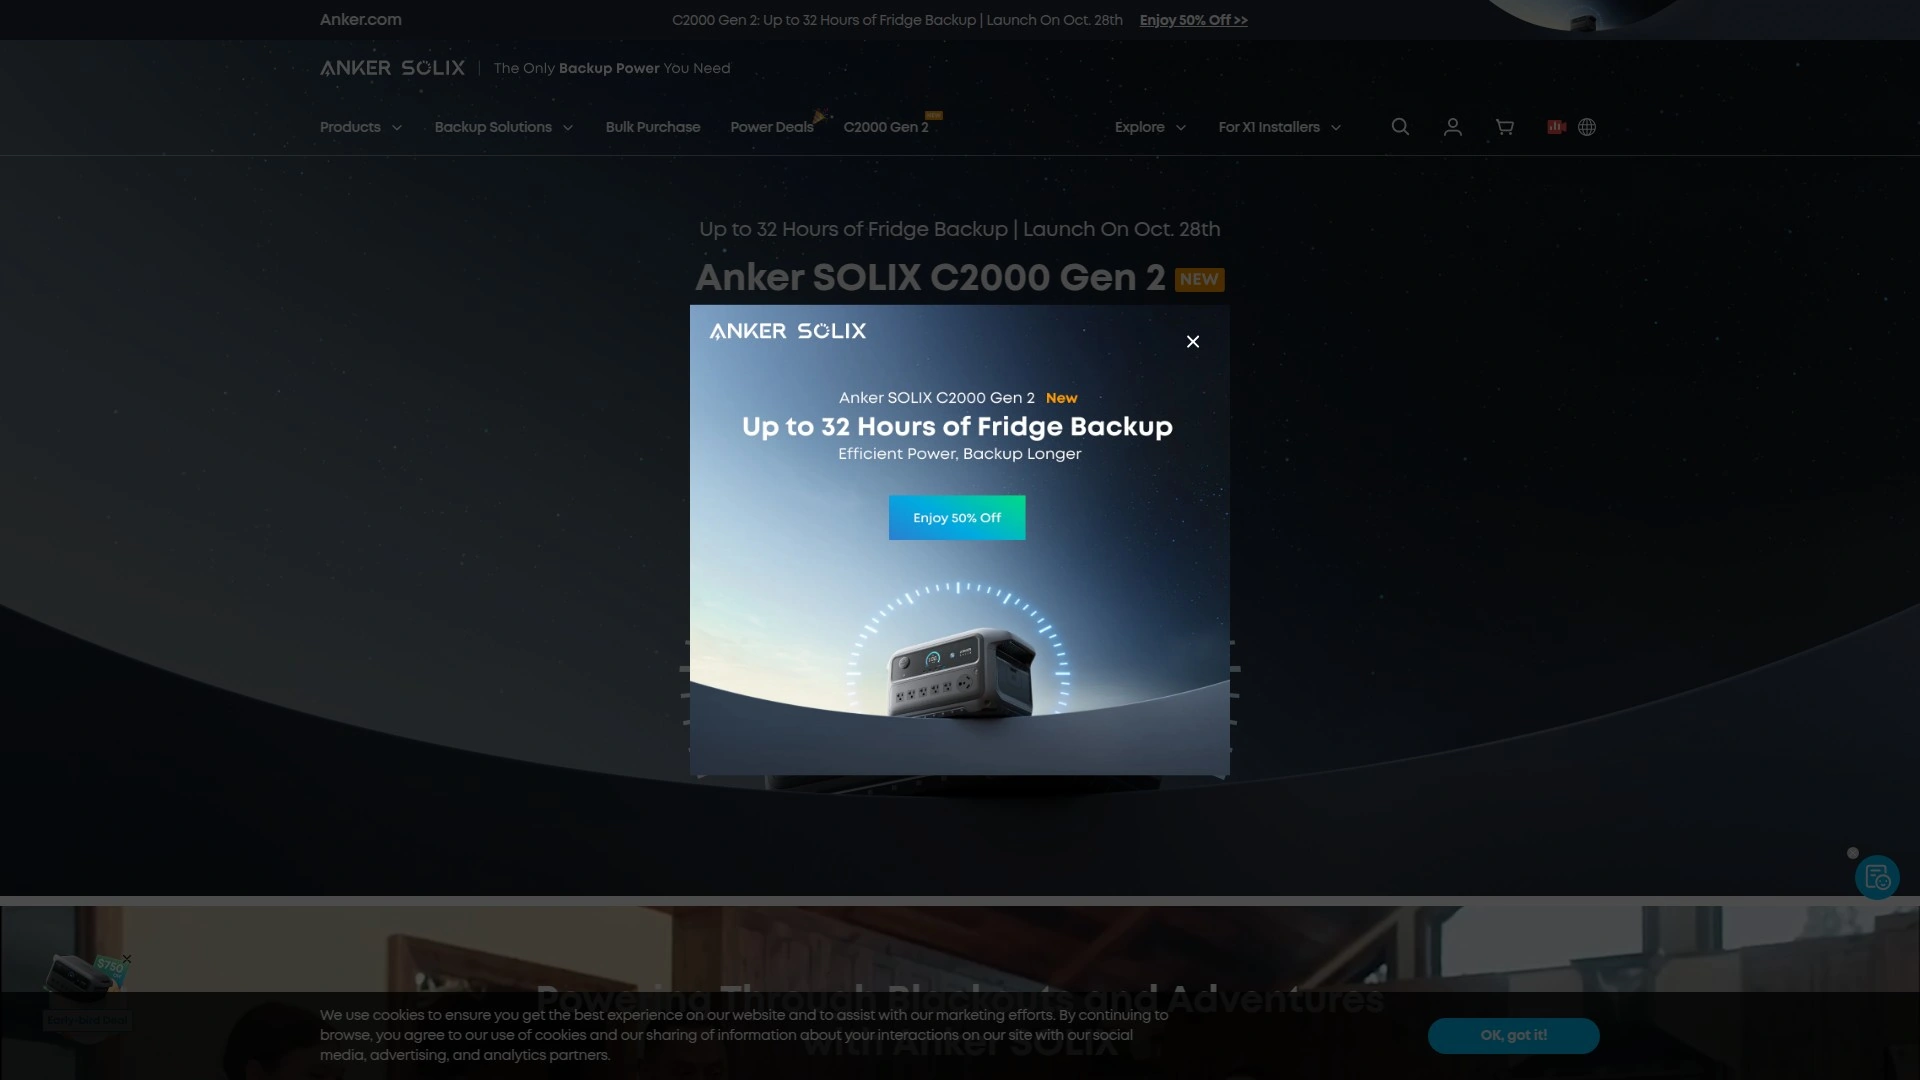 Anker.com
C2000 Gen 2: Up to 32 Hours of Fridge Backup | Launch On Oct. 28th Enjoy 50% Off >>
ANKER SOLIX | The Only Backup Power You Need
Products Backup Solutions Bulk Purchase Power Deals C2000 Gen 2 NEW Explore For X1 Installers
Up to 32 Hours of Fridge Backup | Launch On Oct. 28th
Anker SOLIX C2000 Gen 2 NEW
ANKER SOLIX
Anker SOLIX C2000 Gen 2 New
Up to 32 Hours of Fridge Backup
Efficient Power, Backup Longer
Enjoy 50% Off
$750
Early-bird Deal
Powering Through Blackouts and Adventures
with Anker SOLIX
We use cookies to ensure you get the best experience on our website and to assist with our marketing efforts. By continuing to
browse, you agree to our use of cookies and our sharing of information about your interactions on our site with our social
media, advertising, and analytics partners.
OK, got it!